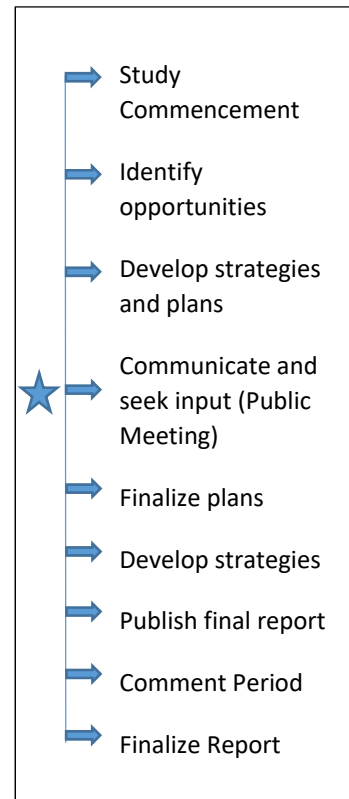 Study
Commencement
Identify
opportunities
Develop strategies
and plans
Communicate and
seek input (Public
Meeting)
Finalize plans
Develop strategies
Publish final report
Comment Period
Finalize Report